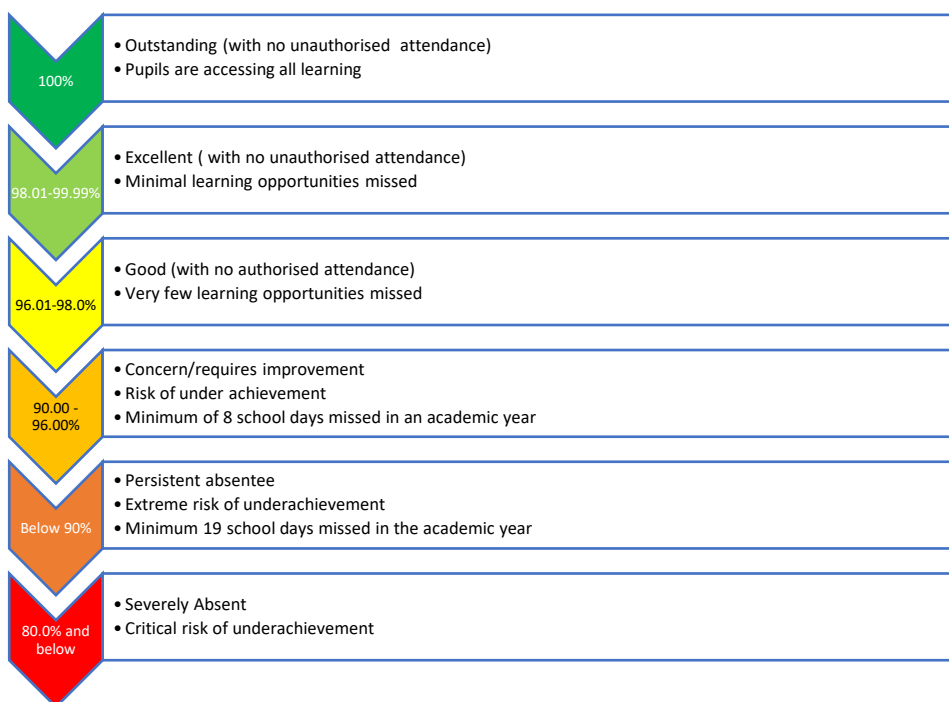 100%
• Outstanding (with no unauthorised attendance)
• Pupils are accessing all learning
98.01-99.99%
• Excellent ( with no unauthorised attendance)
• Minimal learning opportunities missed
96.01-98.0%
• Good (with no authorised attendance)
• Very few learning opportunities missed
90.00 -
96.00%
• Concern/requires improvement
• Risk of under achievement
• Minimum of 8 school days missed in an academic year
Below 90%
• Persistent absentee
• Extreme risk of underachievement
• Minimum 19 school days missed in the academic year
80.0% and
below
• Severely Absent
• Critical risk of underachievement